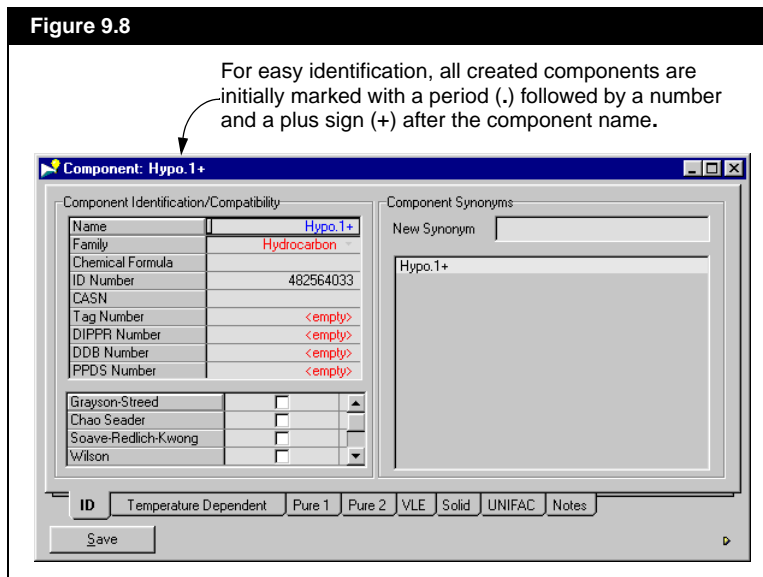 Figure 9.8
For easy identification, all created components are
initially marked with a period (.) followed by a number
and a plus sign (+) after the component name.
Component: Hypo.1+
Component Identification/Compatibility
Name Hypo.1+
Family Hydrocarbon
Chemical Formula
ID Number 482564033
CASN
Tag Number <empty>
DIPPR Number <empty>
DDB Number <empty>
PPDS Number <empty>
Grayson-Streed
Chao Seader
Soave-Redlich-Kwong
Wilson
Component Synonyms
New Synonym
Hypo.1+
ID Temperature Dependent Pure 1 Pure 2 VLE Solid UNIFAC Notes
Save